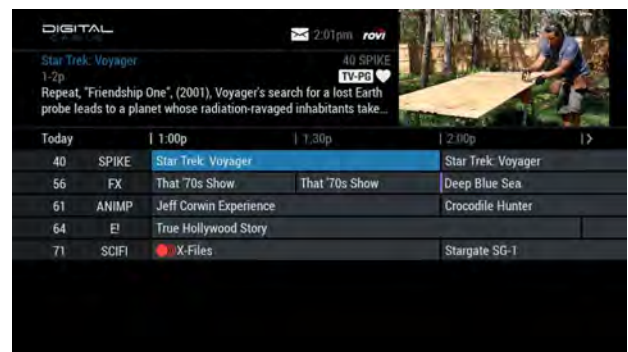 DIGITAL
2:01pm rovi
Star Trek: Voyager 40 SPIKE
1-2p TV-PG
Repeat, "Friendship One", (2001), Voyager's search for a lost Earth
probe leads to a planet whose radiation-ravaged inhabitants take...
Today 1:00p 1:30p 2:00p
40 SPIKE Star Trek: Voyager Star Trek: Voyager
56 FX That '70s Show That '70s Show Deep Blue Sea
61 ANIMP Jeff Corwin Experience Crocodile Hunter
64 E! True Hollywood Story
71 SCIFI X-Files Stargate SG-1